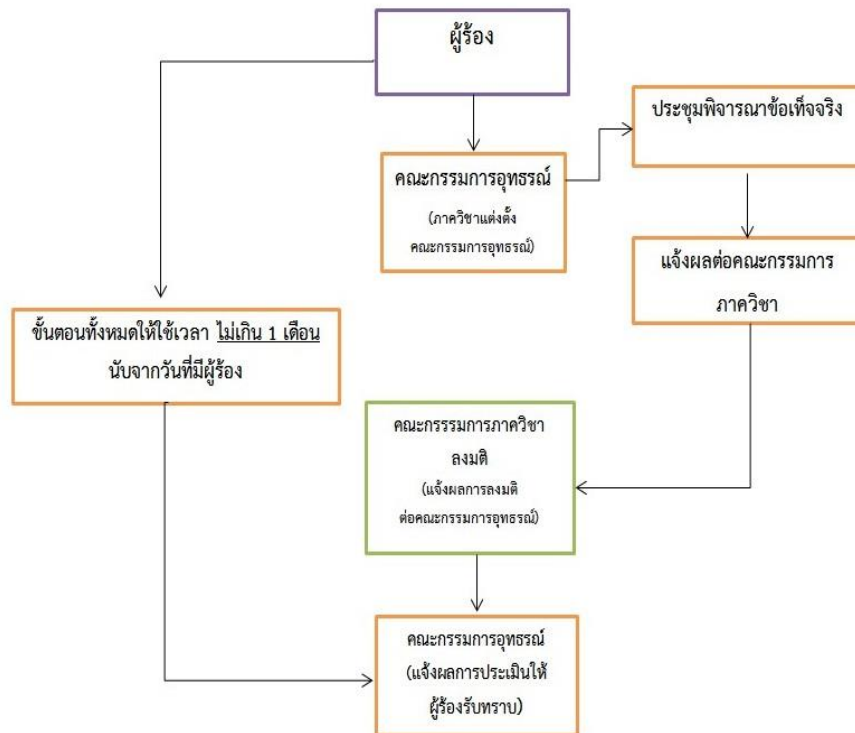 ผู้ร้อง
ประชุมพิจารณาข้อเท็จจริง
คณะกรรมการอุทธรณ์
(ภาควิชาแต่งตั้ง
คณะกรรมการอุทธรณ์)
แจ้งผลต่อคณะกรรมการ
ภาควิชา
ขั้นตอนทั้งหมดให้ใช้เวลา ไม่เกิน 1 เดือน
นับจากวันที่มีผู้ร้อง
คณะกรรรมการภาควิชา
ลงมติ
(แจ้งผลการลงมติ
ต่อคณะกรรมการอุทธรณ์)
คณะกรรมการอุทธรณ์
(แจ้งผลการประเมินให้
ผู้ร้องรับทราบ)